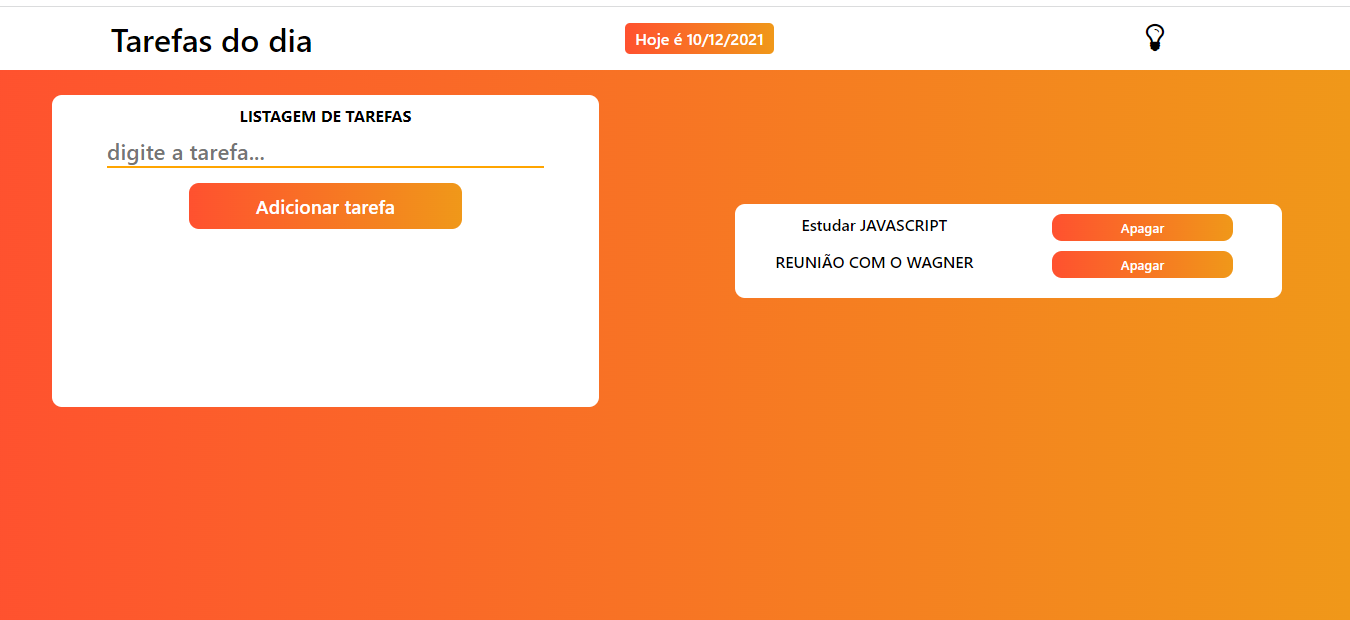 Tarefas do dia
Hoje é 10/12/2021
LISTAGEM DE TAREFAS
digite a tarefa...
Adicionar tarefa
Estudar JAVASCRIPT
Apagar
REUNIÃO COM O WAGNER
Apagar